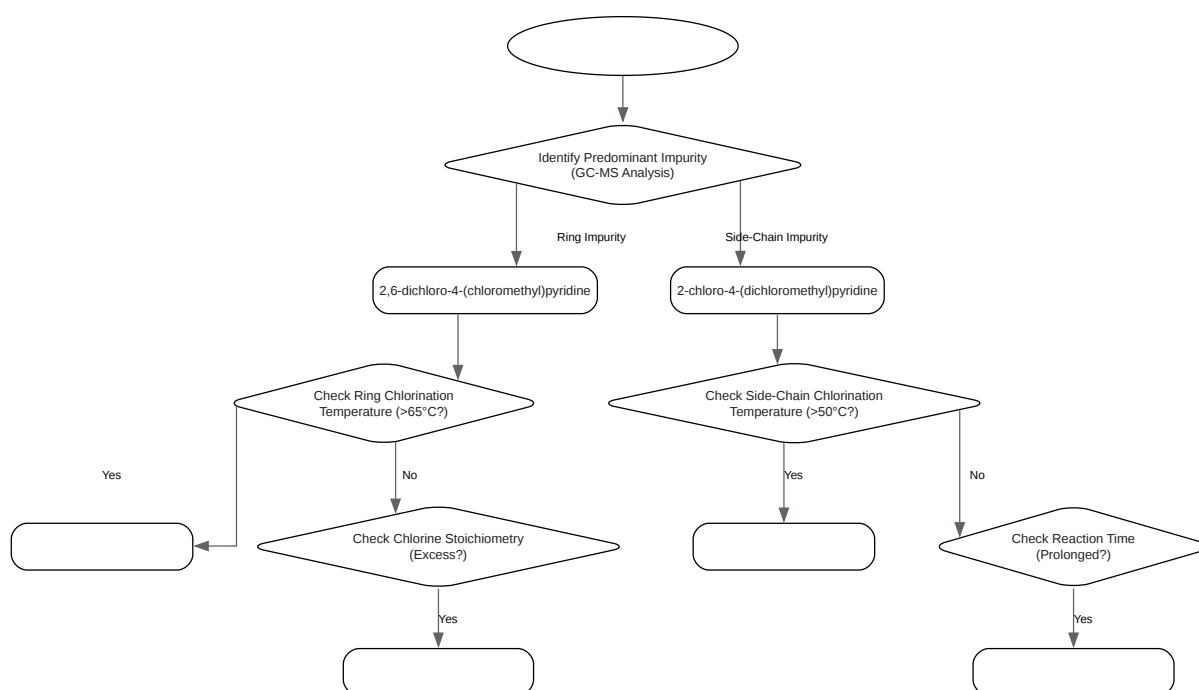 Identify Predominant Impurity
(GC-MS Analysis)
Ring Impurity
Side-Chain Impurity
2,6-dichloro-4-(chloromethyl)pyridine
2-chloro-4-(dichloromethyl)pyridine
Check Ring Chlorination
Temperature (>65°C?)
Check Side-Chain Chlorination
Temperature (>50°C?)
Yes
No
Yes
No
Check Chlorine Stoichiometry
(Excess?)
Check Reaction Time
(Prolonged?)
Yes
Yes